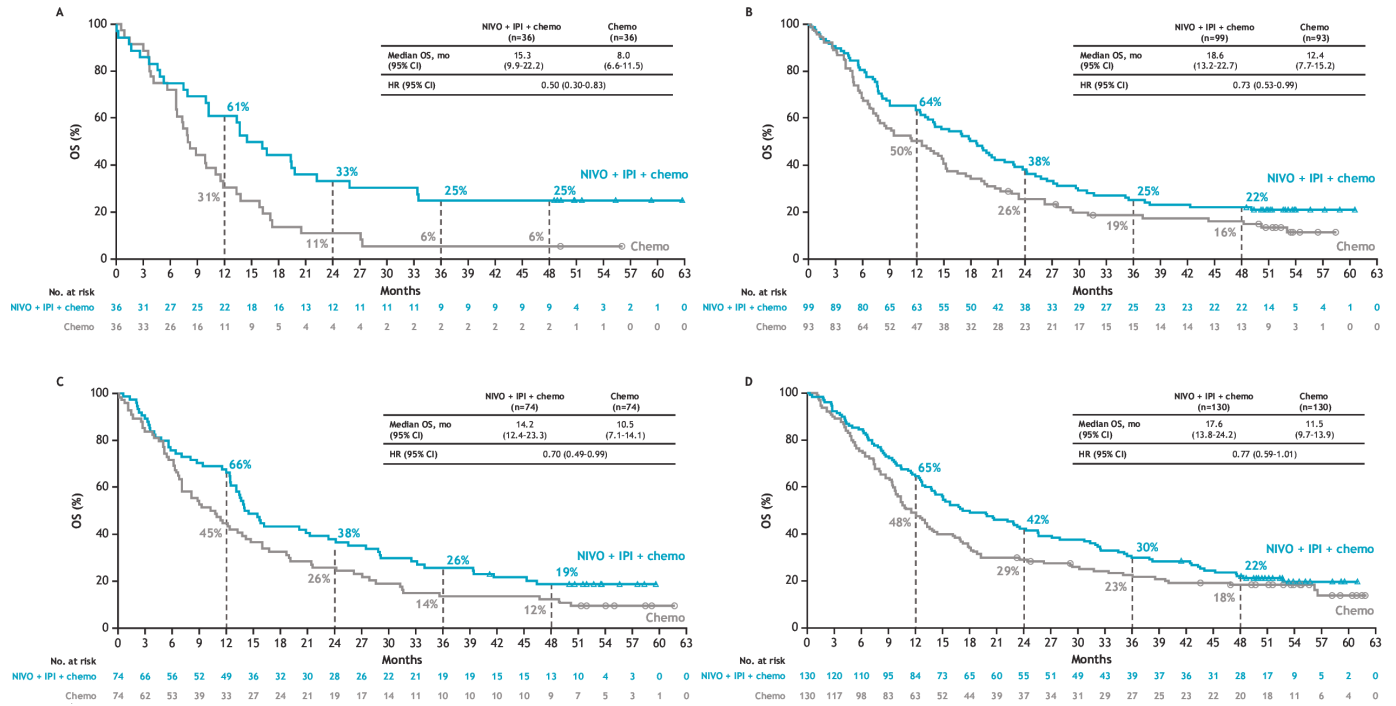 A
NIVO + IPI + chemo
(n=36)
Chemo
(n=36)
Median OS, mo
(95% CI)
15.3
(9.9-22.2)
8.0
(6.6-11.5)
HR (95% CI)
0.50 (0.30-0.83)
OS (%)
100
80
60
40
20
0
61%
33%
25%
25%
31%
11%
6%
6%
NIVO + IPI + chemo
Chemo
0 3 6 9 12 15 18 21 24 27 30 33 36 39 42 45 48 51 54 57 60 63
Months
No. at risk
NIVO + IPI + chemo 36 31 27 25 22 18 16 13 12 11 11 11 9 9 9 9 9 4 3 2 1 0
Chemo 36 33 26 16 11 9 5 4 4 4 2 2 2 2 2 2 2 1 1 0 0 0
B
NIVO + IPI + chemo
(n=99)
Chemo
(n=93)
Median OS, mo
(95% CI)
18.6
(13.2-22.7)
12.4
(7.7-15.2)
HR (95% CI)
0.73 (0.53-0.99)
OS (%)
100
80
60
40
20
0
64%
38%
25%
22%
50%
26%
19%
16%
NIVO + IPI + chemo
Chemo
0 3 6 9 12 15 18 21 24 27 30 33 36 39 42 45 48 51 54 57 60 63
Months
No. at risk
NIVO + IPI + chemo 99 89 80 65 63 55 50 42 38 33 29 27 25 23 23 22 22 14 5 4 1 0
Chemo 93 83 64 52 47 38 32 28 23 21 17 15 15 14 14 13 13 9 3 1 0 0
C
NIVO + IPI + chemo
(n=74)
Chemo
(n=74)
Median OS, mo
(95% CI)
14.2
(12.4-23.3)
10.5
(7.1-14.1)
HR (95% CI)
0.70 (0.49-0.99)
OS (%)
100
80
60
40
20
0
66%
38%
26%
19%
45%
26%
14%
12%
NIVO + IPI + chemo
Chemo
0 3 6 9 12 15 18 21 24 27 30 33 36 39 42 45 48 51 54 57 60 63
Months
No. at risk
NIVO + IPI + chemo 74 66 56 52 49 36 32 30 28 26 22 21 19 19 15 15 13 10 4 3 0 0
Chemo 74 62 53 39 33 27 24 21 19 17 14 11 10 10 10 10 9 7 5 3 1 0
D
NIVO + IPI + chemo
(n=130)
Chemo
(n=130)
Median OS, mo
(95% CI)
17.6
(13.8-24.2)
11.5
(9.7-13.9)
HR (95% CI)
0.77 (0.59-1.01)
OS (%)
100
80
60
40
20
0
65%
42%
30%
22%
48%
29%
23%
18%
NIVO + IPI + chemo
Chemo
0 3 6 9 12 15 18 21 24 27 30 33 36 39 42 45 48 51 54 57 60 63
Months
No. at risk
NIVO + IPI + chemo 130 120 110 95 84 73 65 60 55 51 49 43 39 37 36 31 28 17 9 5 2 0
Chemo 130 117 98 83 63 52 44 39 37 34 31 29 27 25 23 22 20 18 11 6 4 0